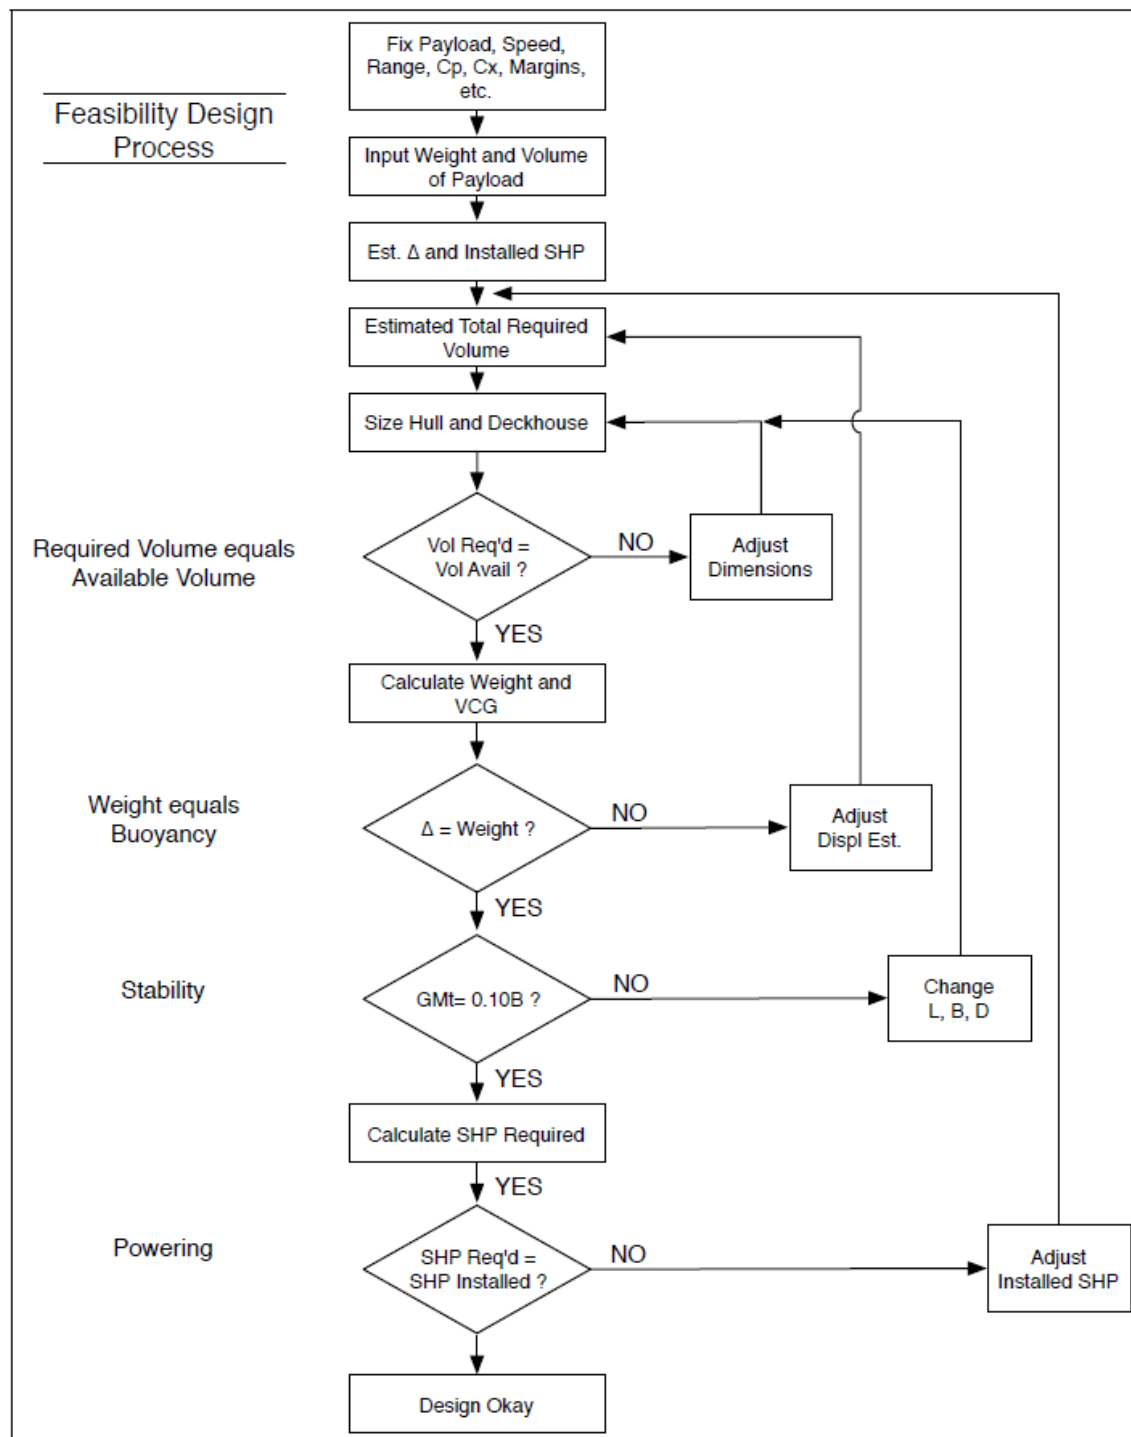 Fix Payload, Speed,
Range, Cp, Cx, Margins,
etc.
Feasibility Design
Process
Input Weight and Volume
of Payload
Est. Δ and Installed SHP
Estimated Total Required
Volume
Size Hull and Deckhouse
Required Volume equals
Available Volume
Vol Req'd =
Vol Avail ?
NO
Adjust
Dimensions
YES
Calculate Weight and
VCG
Weight equals
Buoyancy
Δ = Weight ?
NO
Adjust
Displ Est.
YES
Stability
GMt= 0.10B ?
NO
Change
L, B, D
YES
Calculate SHP Required
YES
Powering
SHP Req'd =
SHP Installed ?
NO
Adjust
Installed SHP
Design Okay